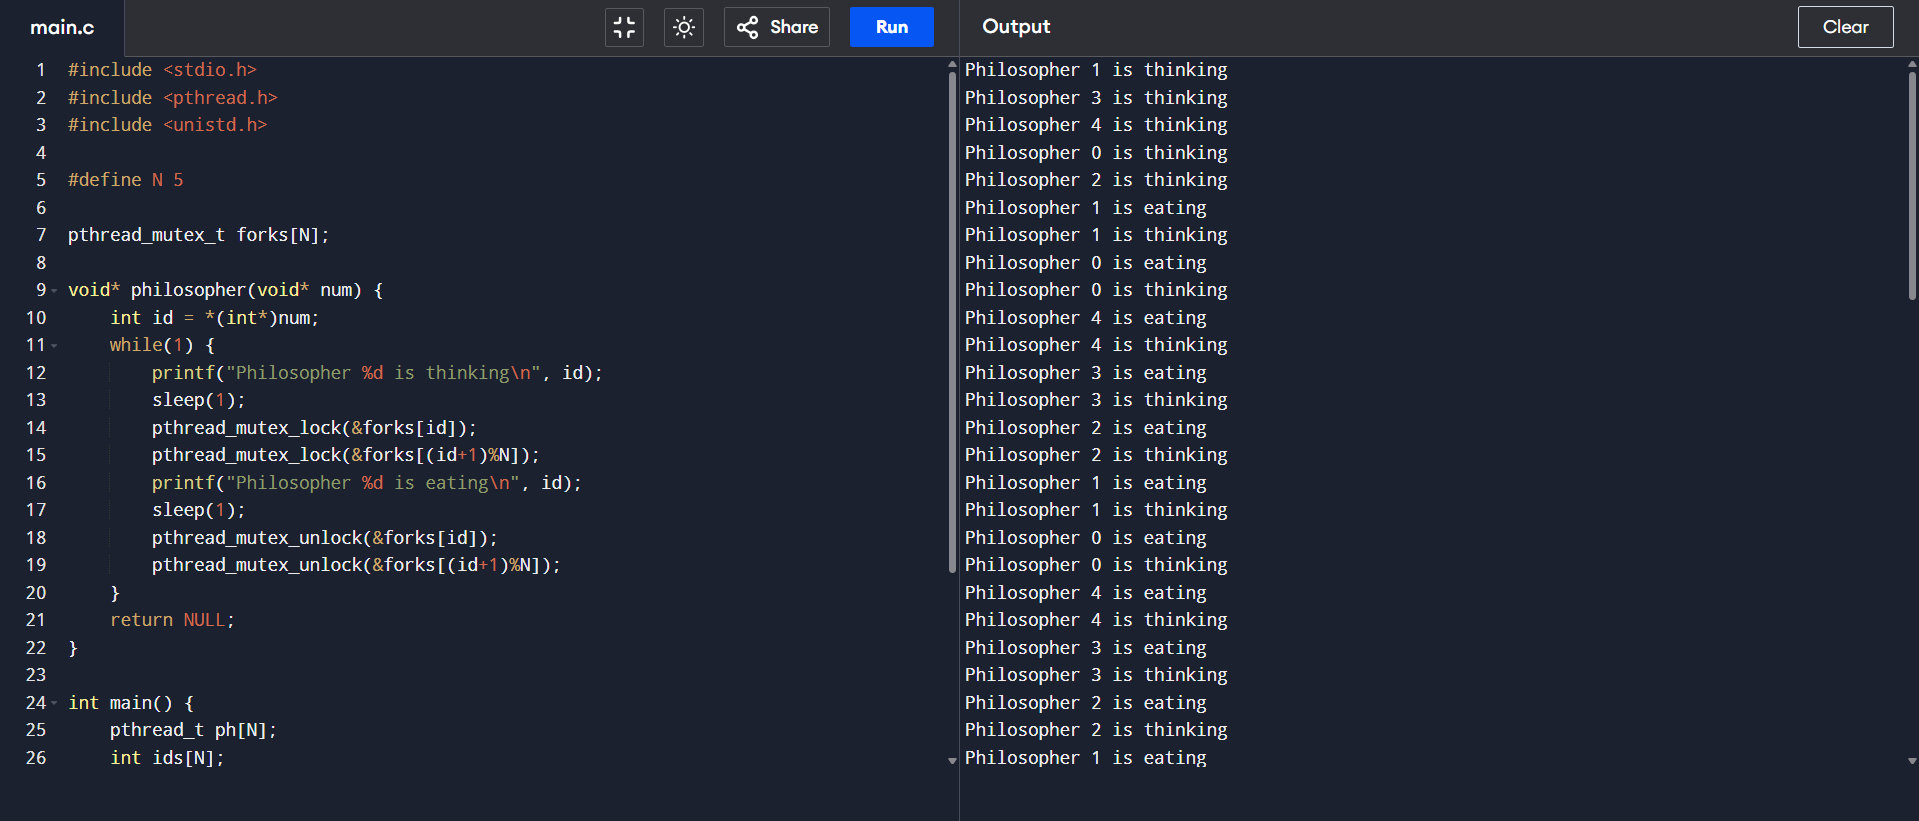 main.c
Share
Run
1 #include <stdio.h>
2 #include <pthread.h>
3 #include <unistd.h>
4
5 #define N 5
6
7 pthread_mutex_t forks[N];
8
9 void* philosopher(void* num) {
10     int id = *(int*)num;
11     while(1) {
12         printf("Philosopher %d is thinking\n", id);
13         sleep(1);
14         pthread_mutex_lock(&forks[id]);
15         pthread_mutex_lock(&forks[(id+1)%N]);
16         printf("Philosopher %d is eating\n", id);
17         sleep(1);
18         pthread_mutex_unlock(&forks[id]);
19         pthread_mutex_unlock(&forks[(id+1)%N]);
20     }
21     return NULL;
22 }
23
24 int main() {
25     pthread_t ph[N];
26     int ids[N];
Output
Clear
Philosopher 1 is thinking
Philosopher 3 is thinking
Philosopher 4 is thinking
Philosopher 0 is thinking
Philosopher 2 is thinking
Philosopher 1 is eating
Philosopher 1 is thinking
Philosopher 0 is eating
Philosopher 0 is thinking
Philosopher 4 is eating
Philosopher 4 is thinking
Philosopher 3 is eating
Philosopher 3 is thinking
Philosopher 2 is eating
Philosopher 2 is thinking
Philosopher 1 is eating
Philosopher 1 is thinking
Philosopher 0 is eating
Philosopher 0 is thinking
Philosopher 4 is eating
Philosopher 4 is thinking
Philosopher 3 is eating
Philosopher 3 is thinking
Philosopher 2 is eating
Philosopher 2 is thinking
Philosopher 1 is eating